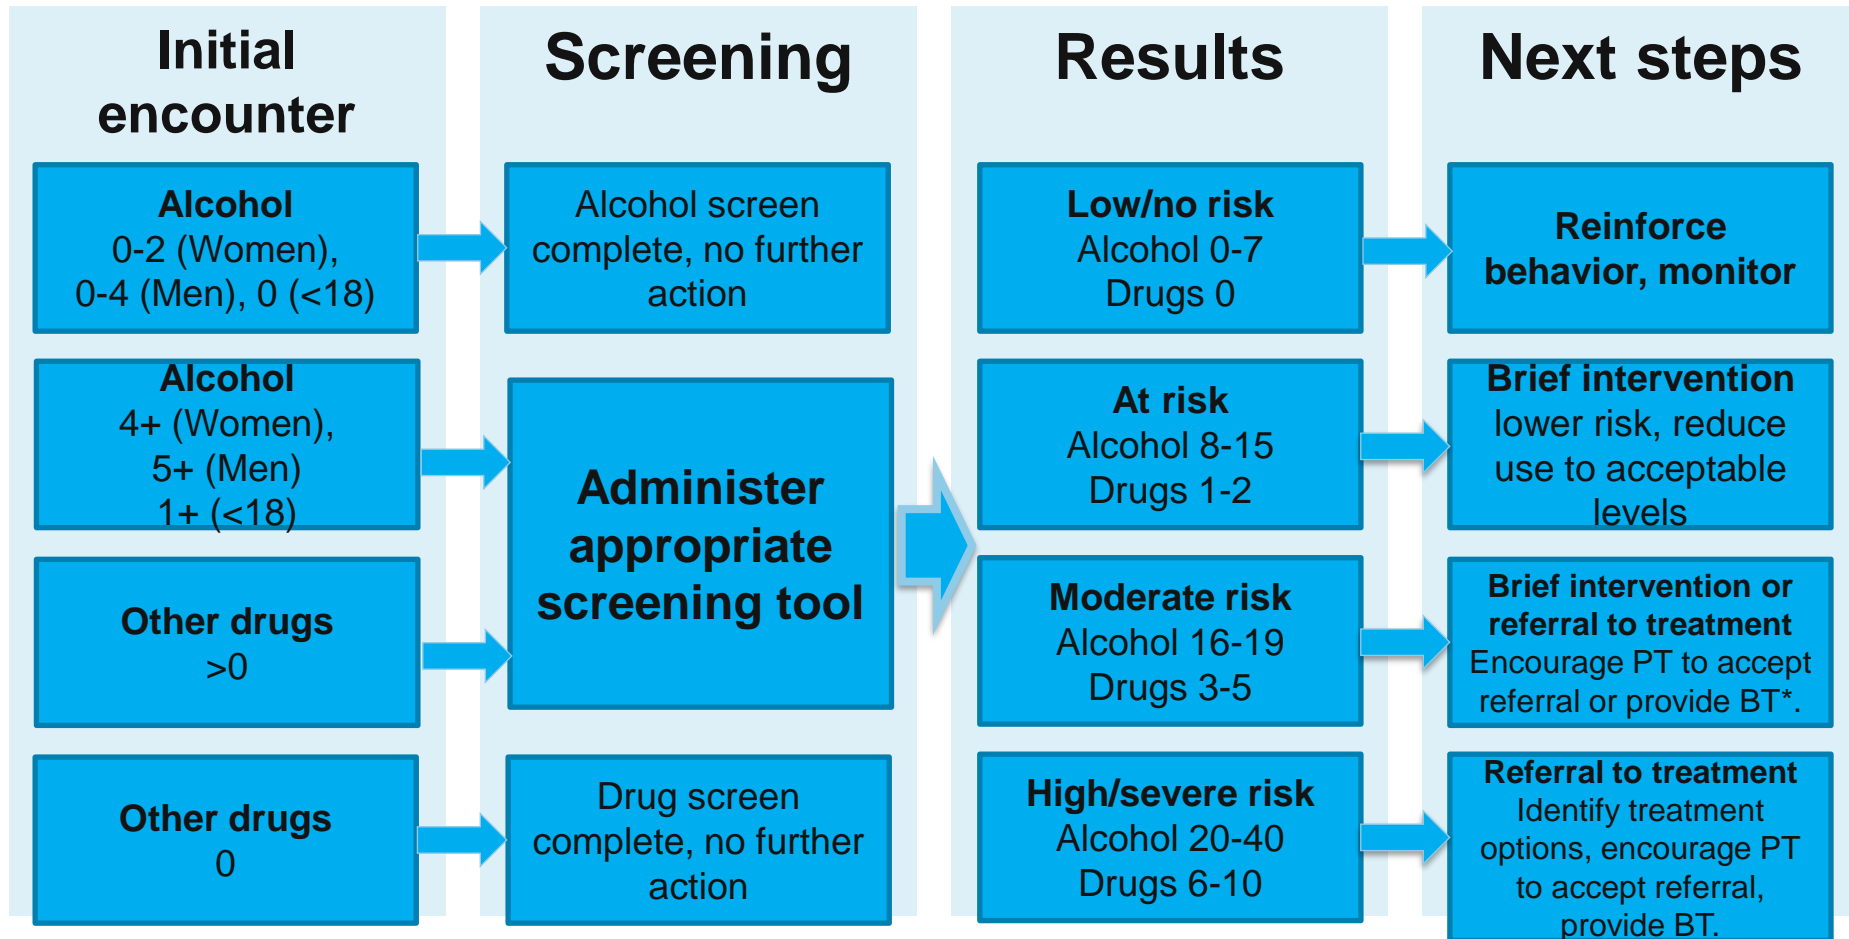 Initial
encounter
Alcohol
0-2 (Women),
0-4 (Men), 0 (<18)
Alcohol
4+ (Women),
5+ (Men)
1+ (<18)
Other drugs
>0
Other drugs
0
Screening
Alcohol screen
complete, no further
action
Administer
appropriate
screening tool
Drug screen
complete, no further
action
Results
Low/no risk
Alcohol 0-7
Drugs 0
At risk
Alcohol 8-15
Drugs 1-2
Moderate risk
Alcohol 16-19
Drugs 3-5
High/severe risk
Alcohol 20-40
Drugs 6-10
Next steps
Reinforce
behavior, monitor
Brief intervention
lower risk, reduce
use to acceptable
levels
Brief intervention or
referral to treatment
Encourage PT to accept
referral or provide BT*.
Referral to treatment
Identify treatment
options, encourage PT
to accept referral,
provide BT.